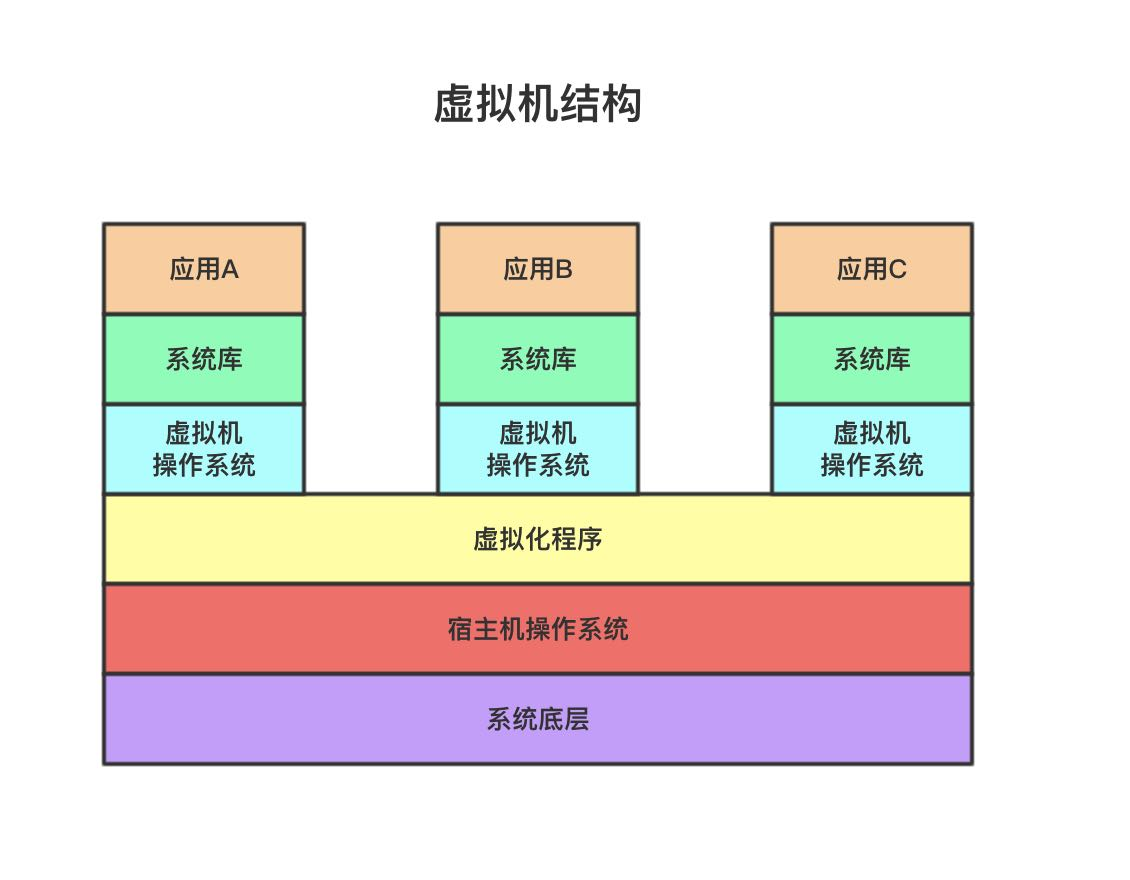 虚拟机结构
应用A
应用B
应用C
系统库
系统库
系统库
虚拟机
操作系统
虚拟机
操作系统
虚拟机
操作系统
虚拟化程序
宿主机操作系统
系统底层